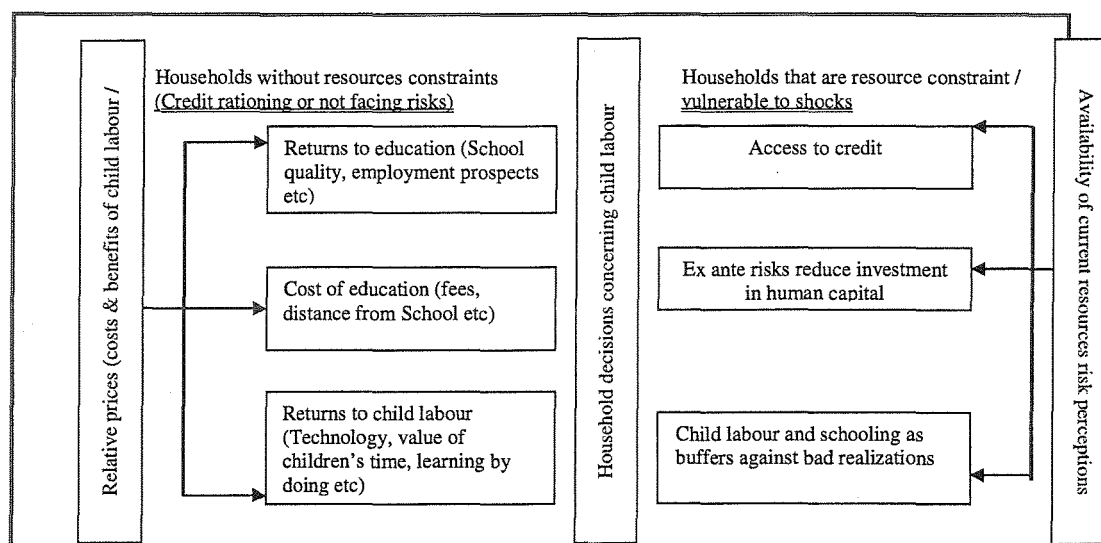 Relative prices (costs & benefits of child labour /
Households without resources constraints
(Credit rationing or not facing risks)
Returns to education (School
quality, employment prospects
etc)
Cost of education (fees,
distance from School etc)
Returns to child labour
(Technology, value of
children's time, learning by
doing etc)
Household decisions concerning child labour
Households that are resource constraint /
vulnerable to shocks
Access to credit
Ex ante risks reduce investment
in human capital
Child labour and schooling as
buffers against bad realizations
Availability of current resources risk perceptions